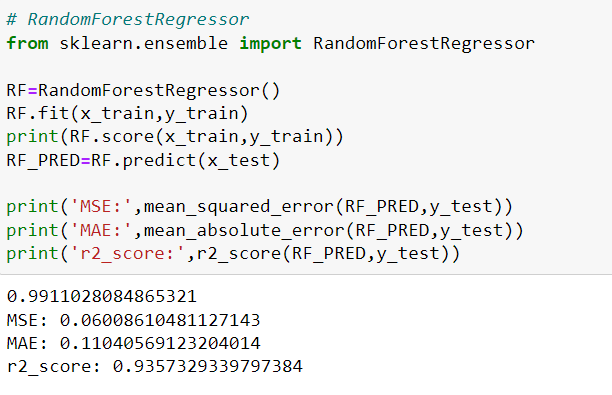 # RandomForestRegressor
from sklearn.ensemble import RandomForestRegressor
RF=RandomForestRegressor()
RF.fit(x_train,y_train)
print(RF.score(x_train,y_train))
RF_PRED=RF.predict(x_test)
print('MSE:',mean_squared_error(RF_PRED,y_test))
print('MAE:',mean_absolute_error(RF_PRED,y_test))
print('r2_score:',r2_score(RF_PRED,y_test))
0.9911028084865321
MSE: 0.06008610481127143
MAE: 0.11040569123204014
r2_score: 0.9357329339797384